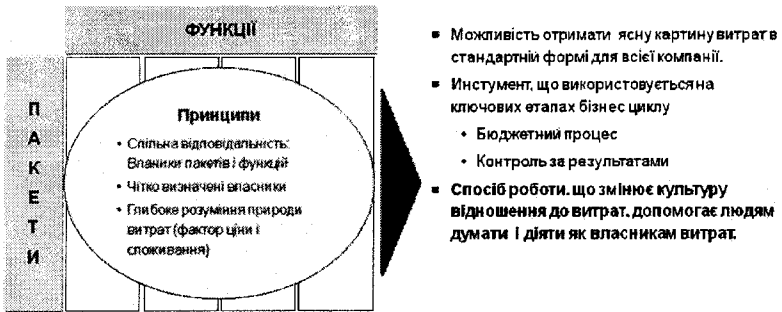 ФУНКЦІЇ
ПАКЕТИ
Принципи
• Спільна відповідальність:
Власники пакетів і функцій
• Чітко визначені власники
• Глибоке розуміння природи
витрат (фактор ціни і
споживання)
▪ Можливість отримати ясну картину витрат в
стандартній формі для всієї компанії.
▪ Инстумент, що використовується на
ключових етапах бізнес циклу
• Бюджетний процес
• Контроль за результатами
▪ Спосіб роботи, що змінює культуру
відношення до витрат, допомогає людям
думати і діяти як власникам витрат.